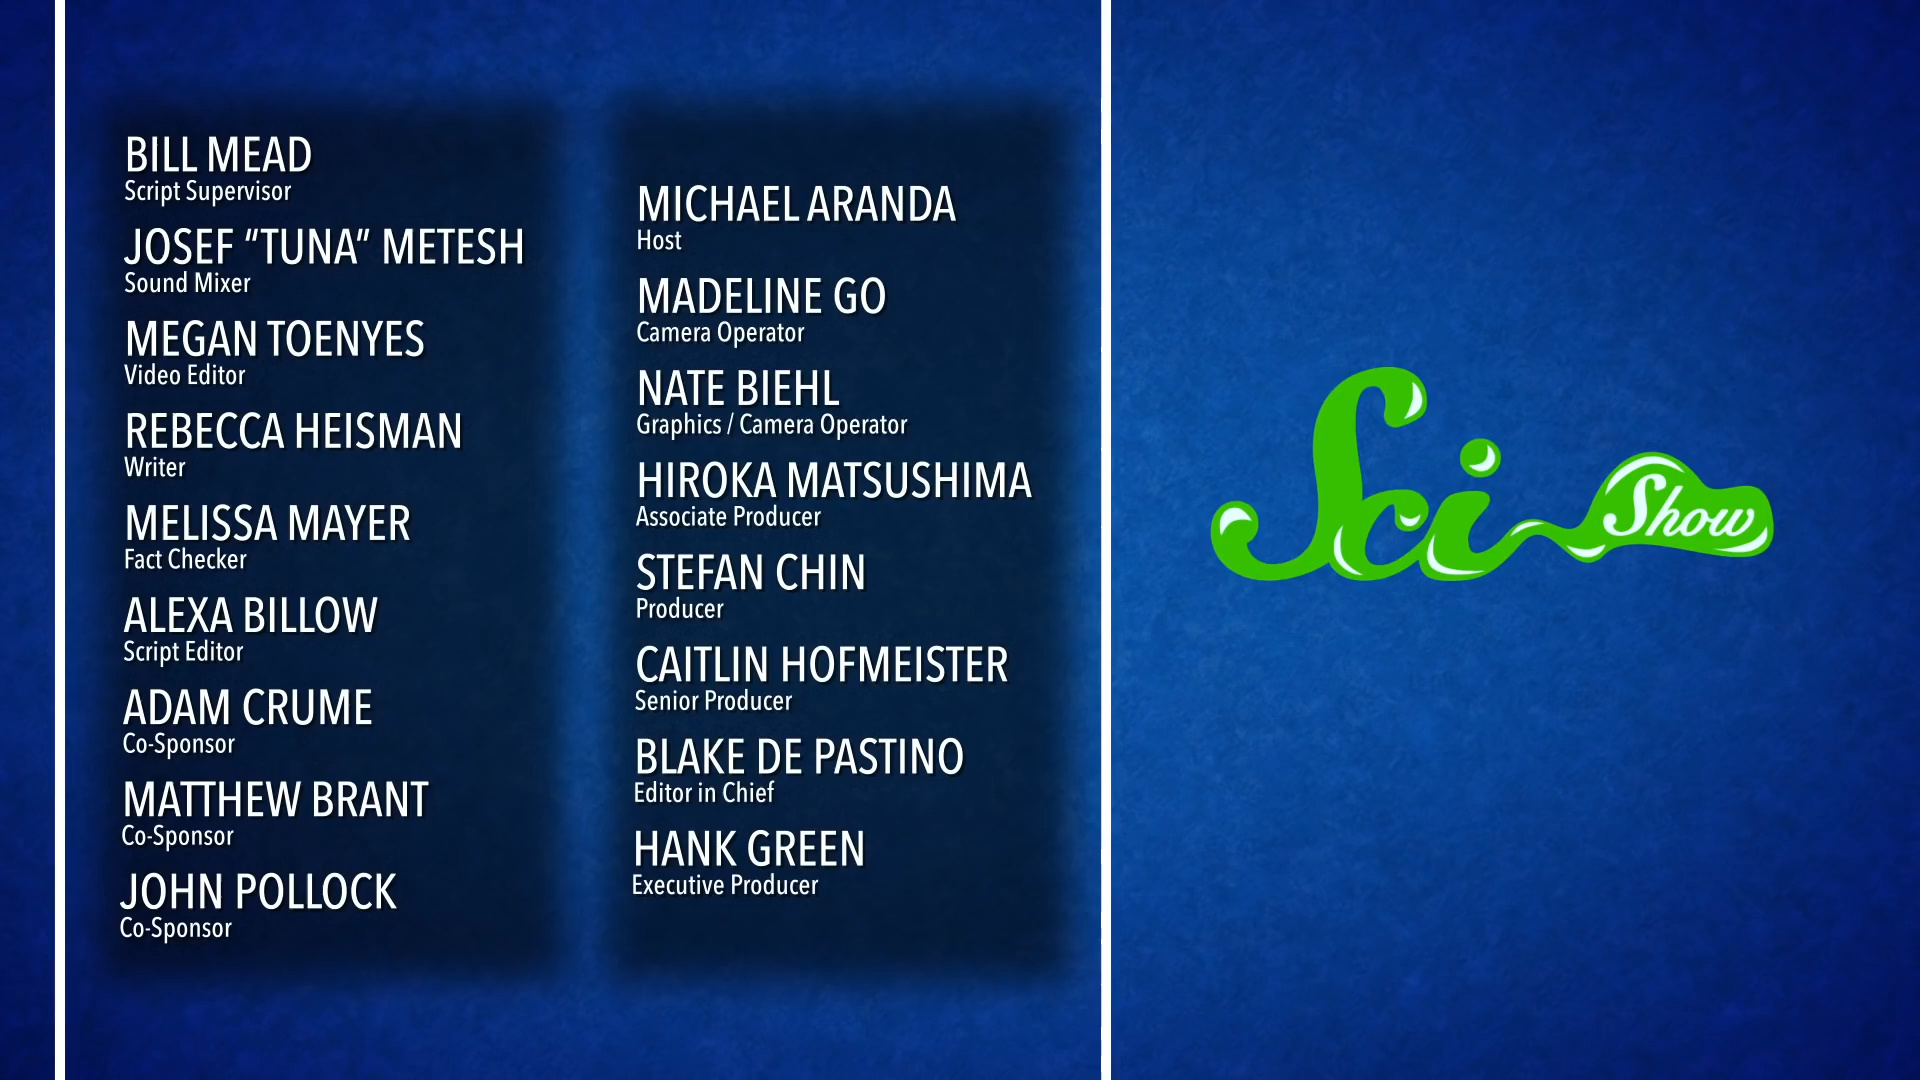 BILL MEAD
Script Supervisor
JOSEF “TUNA” METESH
Sound Mixer
MEGAN TOENYES
Video Editor
REBECCA HEISMAN
Writer
MELISSA MAYER
Fact Checker
ALEXA BILLOW
Script Editor
ADAM CRUME
Co-Sponsor
MATTHEW BRANT
Co-Sponsor
JOHN POLLOCK
Co-Sponsor
MICHAEL ARANDA
Host
MADELINE GO
Camera Operator
NATE BIEHL
Graphics / Camera Operator
HIROKA MATSUSHIMA
Associate Producer
STEFAN CHIN
Producer
CAITLIN HOFMEISTER
Senior Producer
BLAKE DE PASTINO
Editor in Chief
HANK GREEN
Executive Producer
Sci Show